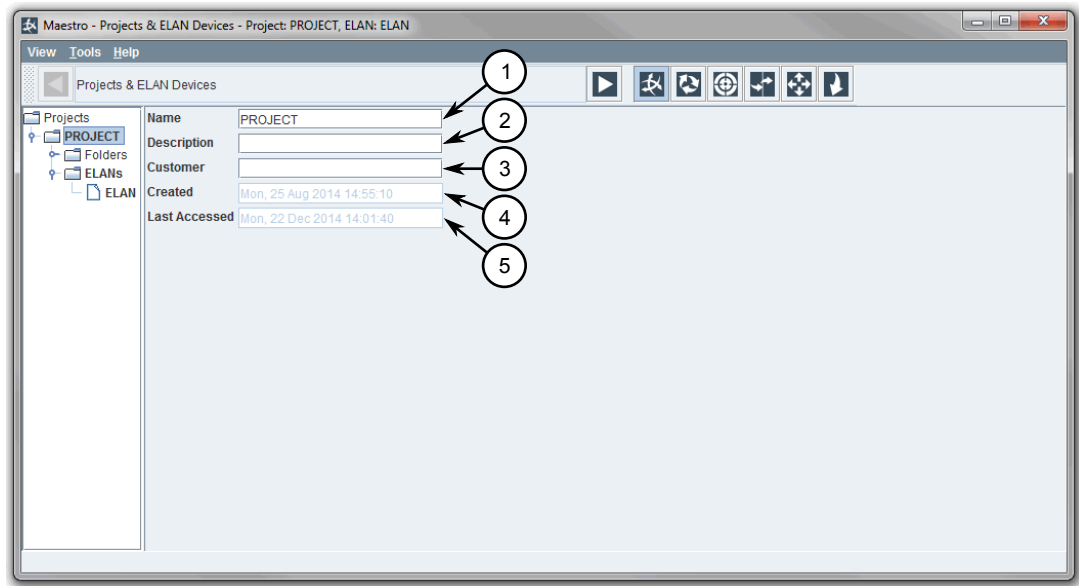 Maestro - Projects & ELAN Devices - Project: PROJECT, ELAN: ELAN
View Tools Help
Projects & ELAN Devices
Projects
PROJECT
Folders
ELANs
ELAN
Name PROJECT
Description
Customer
Created Mon, 25 Aug 2014 14:55:10
Last Accessed Mon, 22 Dec 2014 14:01:40
1
2
3
4
5